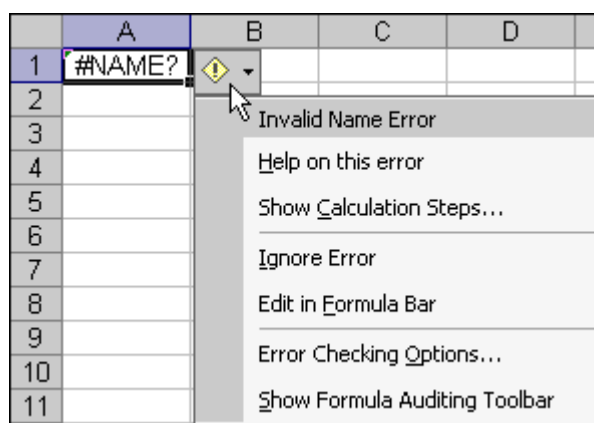 A B C D
1 #NAME?
2
Invalid Name Error
3
4 Help on this error
5 Show Calculation Steps...
6
Ignore Error
7
8 Edit in Formula Bar
9
Error Checking Options...
10
11 Show Formula Auditing Toolbar